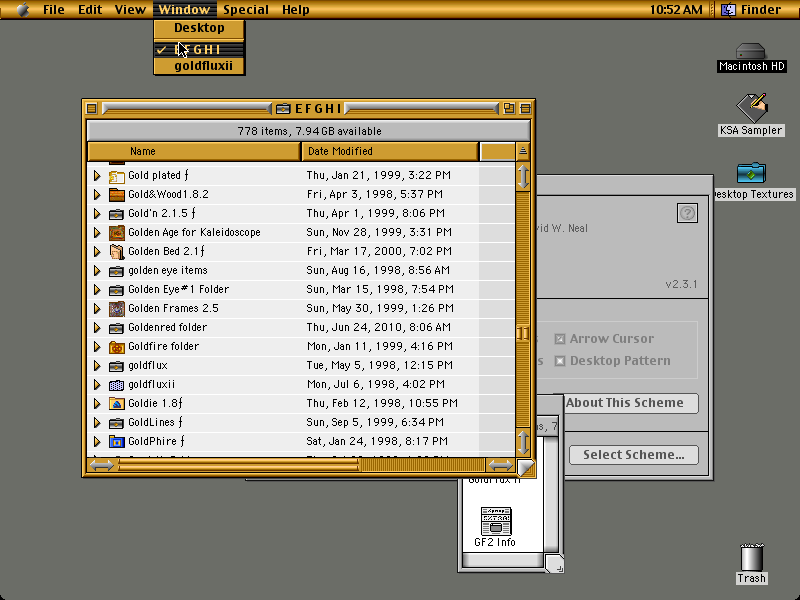 File Edit View Window Special Help 10:52 AM Finder
Desktop
✓ E F G H I
goldfluxii
Macintosh HD
KSA Sampler
esktop Textures
E F G H I
778 items, 7.94 GB available
Name Date Modified
Gold plated ƒ Thu, Jan 21, 1999, 3:22 PM
Gold&Wood1.8.2 Fri, Apr 3, 1998, 5:37 PM
Gold'n 2.1.5 ƒ Thu, Apr 1, 1999, 8:06 PM
Golden Age for Kaleidoscope Sun, Nov 28, 1999, 3:31 PM
Golden Bed 2.1ƒ Fri, Mar 17, 2000, 7:02 PM
golden eye items Sun, Aug 16, 1998, 8:56 AM
Golden Eye#1 Folder Sun, Mar 15, 1998, 7:54 PM
Golden Frames 2.5 Sun, May 30, 1999, 1:26 PM
Goldenred folder Thu, Jun 24, 2010, 8:06 AM
Goldfire folder Mon, Jan 11, 1999, 4:16 PM
goldflux Tue, May 5, 1998, 12:15 PM
goldfluxii Mon, Jul 6, 1998, 4:02 PM
Goldie 1.8ƒ Thu, Feb 12, 1998, 10:55 PM
GoldLines ƒ Sun, Sep 5, 1999, 6:34 PM
GoldPhire ƒ Sat, Jan 24, 1998, 8:17 PM
vid W. Neal
v2.3.1
s Arrow Cursor
s Desktop Pattern
About This Scheme
Select Scheme...
ms, 7
GoldFlux II
GF2 Info
Trash